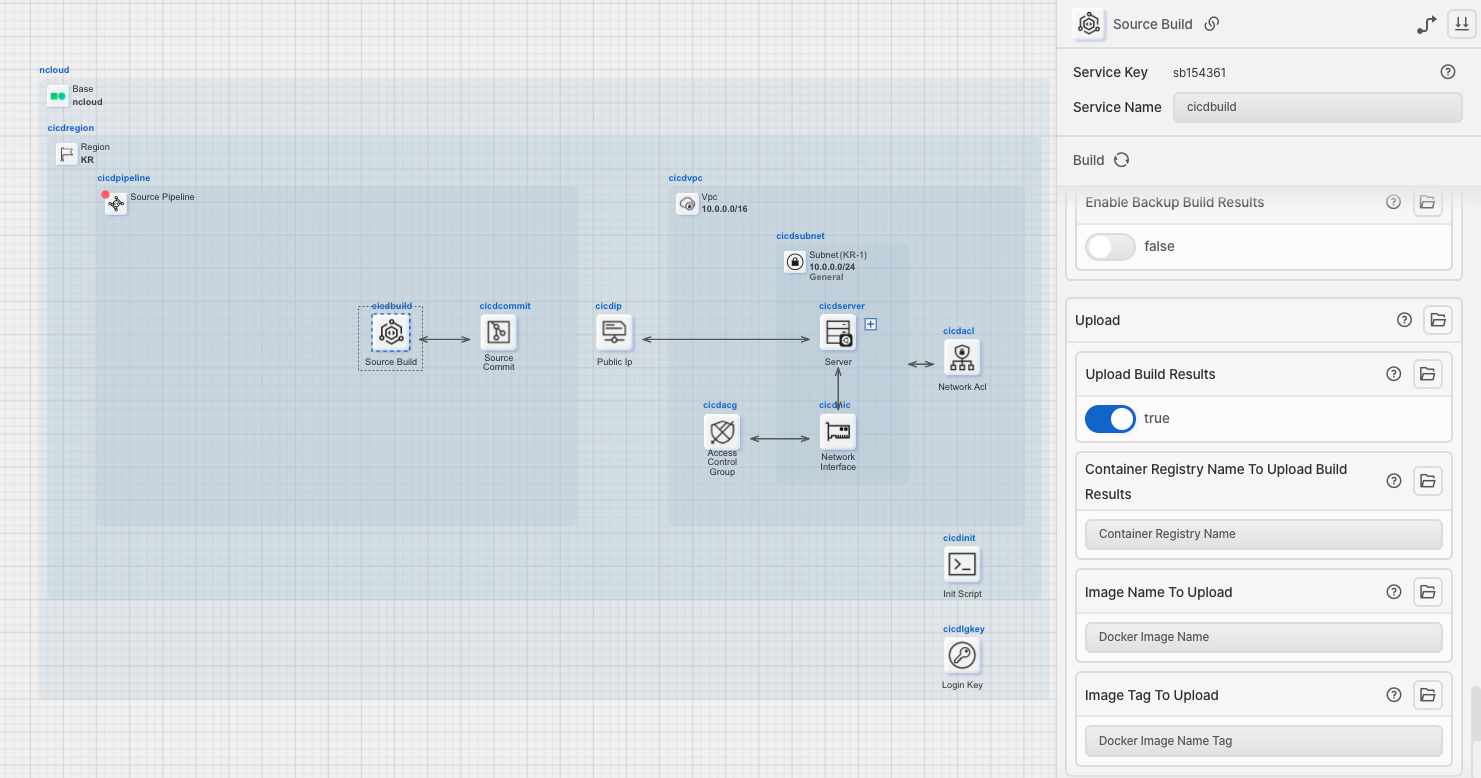 ncloud
Base
ncloud
cicdregion
Region
KR
cicdpipeline
Source Pipeline
cicdvpc
Vpc
10.0.0.0/16
cicdsubnet
Subnet (KR-1)
10.0.0.0/24
General
cicdbuild
Source Build
cicdcommit
Source
Commit
cicdip
Public Ip
cicdserver
Server
cicdacl
Network Acl
cicdacg
Access
Control
Group
cicdnic
Network
Interface
cicdinit
Init Script
cicdlgkey
Login Key
Source Build
Service Key
sb154361
Service Name
cicdbuild
Build
Enable Backup Build Results
false
Upload
Upload Build Results
true
Container Registry Name To Upload Build
Results
Container Registry Name
Image Name To Upload
Docker Image Name
Image Tag To Upload
Docker Image Name Tag